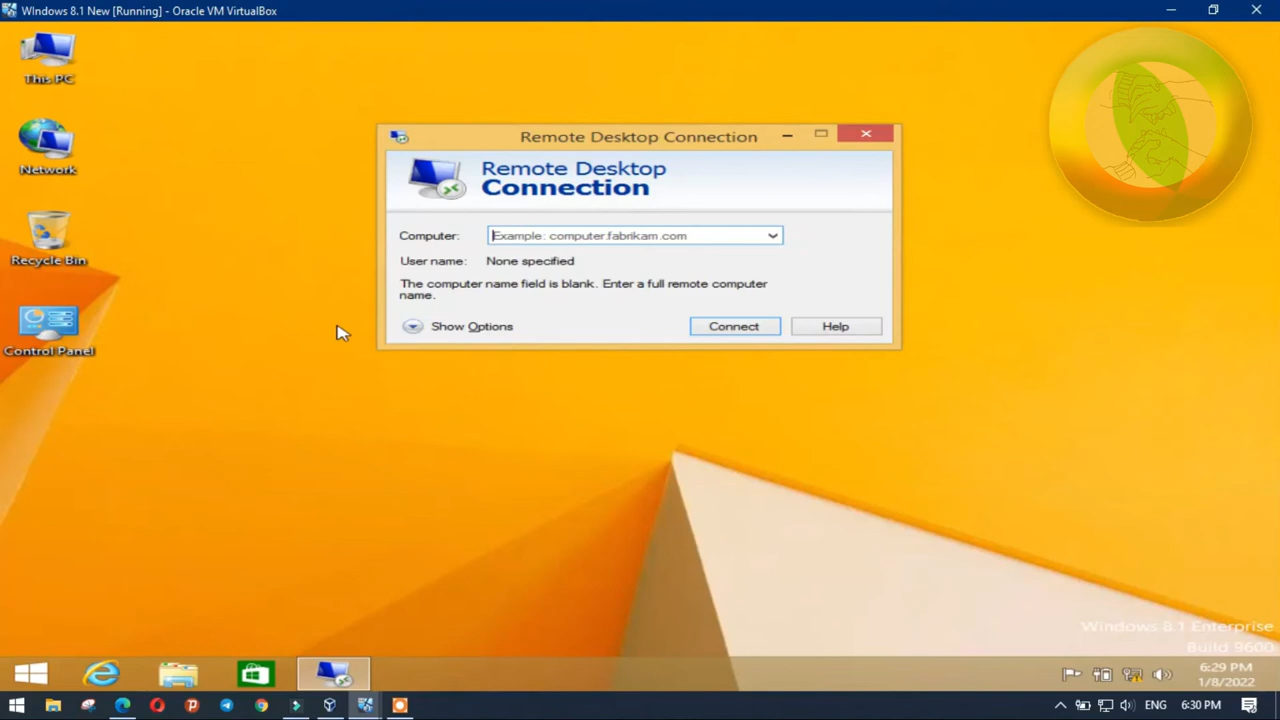 WIndows 8.1 New [Running] - Oracle VM VirtualBox
This PC
Network
Recycle Bin
Control Panel
Remote Desktop Connection
Remote Desktop
Connection
Computer: Example: computer.fabrikam.com
User name: None specified
The computer name field is blank. Enter a full remote computer
name.
Show Options
Connect
Help
Windows 8.1 Enterprise
Build 9600
6:29 PM
1/8/2022
ENG
6:30 PM